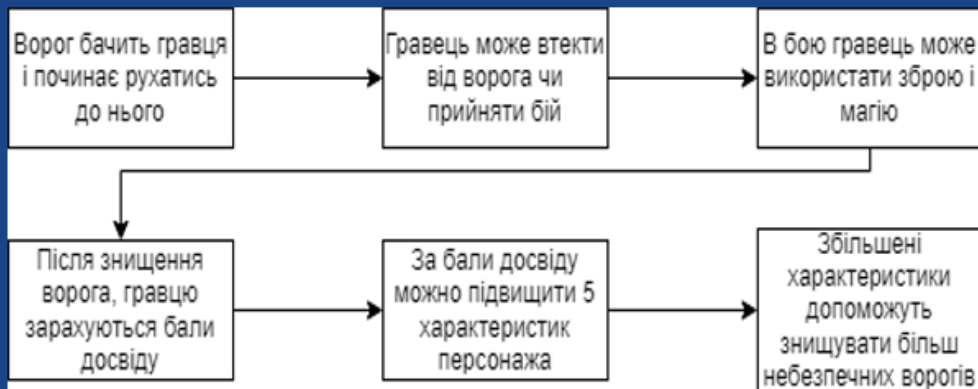 Ворог бачить гравця
і починає рухатись
до нього
Гравець може втекти
від ворога чи
прийняти бій
В бою гравець може
використати зброю і
магію
Після знищення
ворога, гравцю
зарахуються бали
досвіду
За бали досвіду
можно підвищити 5
характеристик
персонажа
Збільшені
характеристики
допоможуть
знищувати більш
небезпечних ворогів